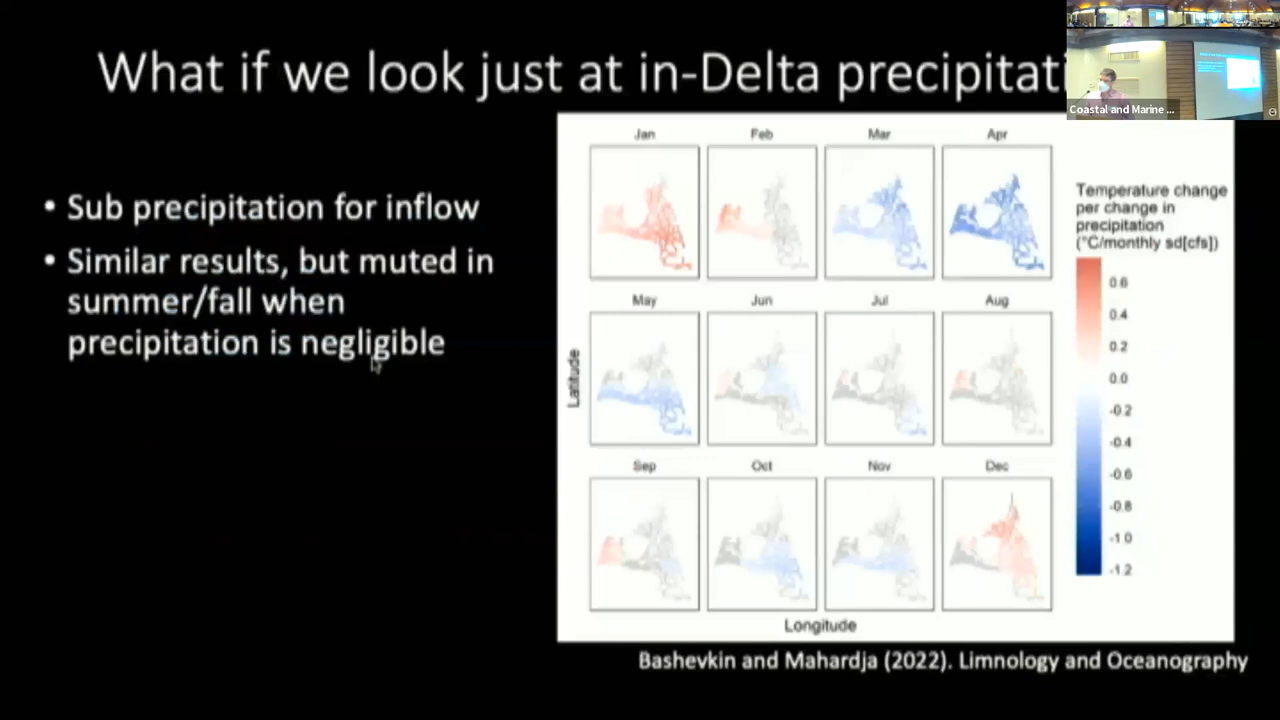 What if we look just at in-Delta precipitati
Coastal and Marine ...
• Sub precipitation for inflow
• Similar results, but muted in
summer/fall when
precipitation is negligible
Jan Feb Mar Apr
May Jun Jul Aug
Sep Oct Nov Dec
Latitude
Longitude
Temperature change
per change in
precipitation
(°C/monthly sd[cfs])
0.6
0.4
0.2
0.0
-0.2
-0.4
-0.6
-0.8
-1.0
-1.2
Bashevkin and Mahardja (2022). Limnology and Oceanography